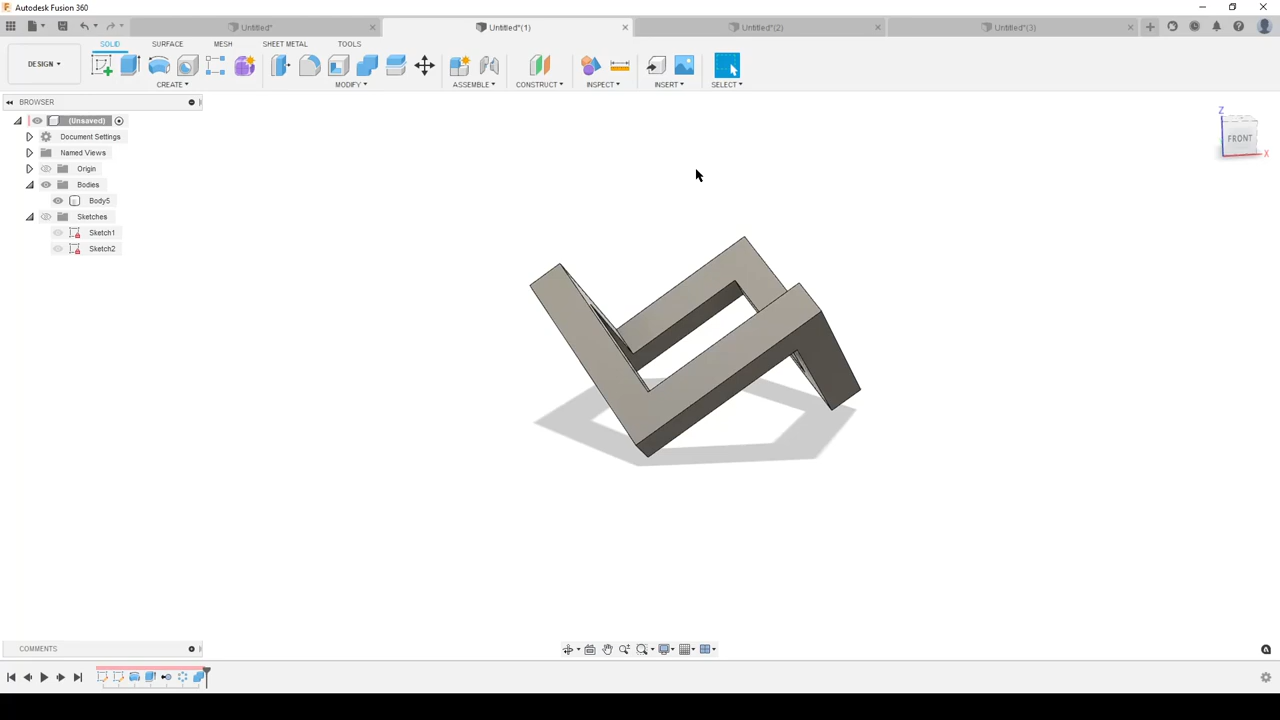 Autodesk Fusion 360
Untitled*
Untitled*(1)
Untitled*(2)
Untitled*(3)
SOLID
SURFACE
MESH
SHEET METAL
TOOLS
DESIGN
CREATE
MODIFY
ASSEMBLE
CONSTRUCT
INSPECT
INSERT
SELECT
BROWSER
(Unsaved)
Document Settings
Named Views
Origin
Bodies
Body5
Sketches
Sketch1
Sketch2
Z
FRONT
X
COMMENTS